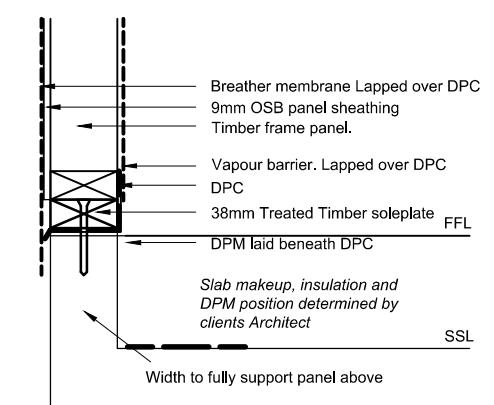 Breather membrane Lapped over DPC
9mm OSB panel sheathing
Timber frame panel.
Vapour barrier. Lapped over DPC
DPC
38mm Treated Timber soleplate
FFL
DPM laid beneath DPC
Slab makeup, insulation and
DPM position determined by
clients Architect
SSL
Width to fully support panel above